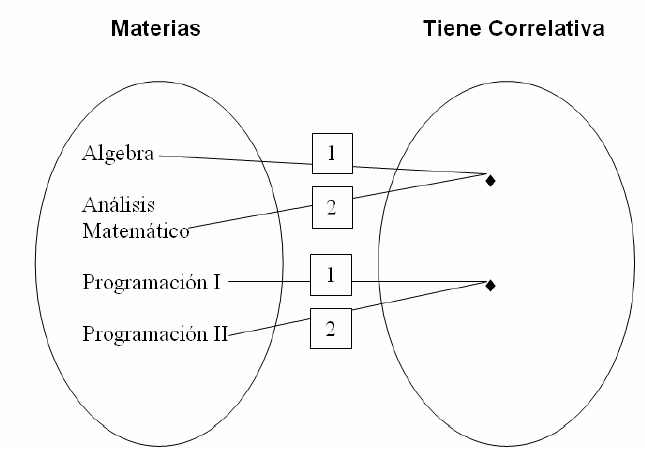 Materias
Tiene Correlativa
Algebra
1
Análisis
Matemático
2
Programación I
1
Programación II
2